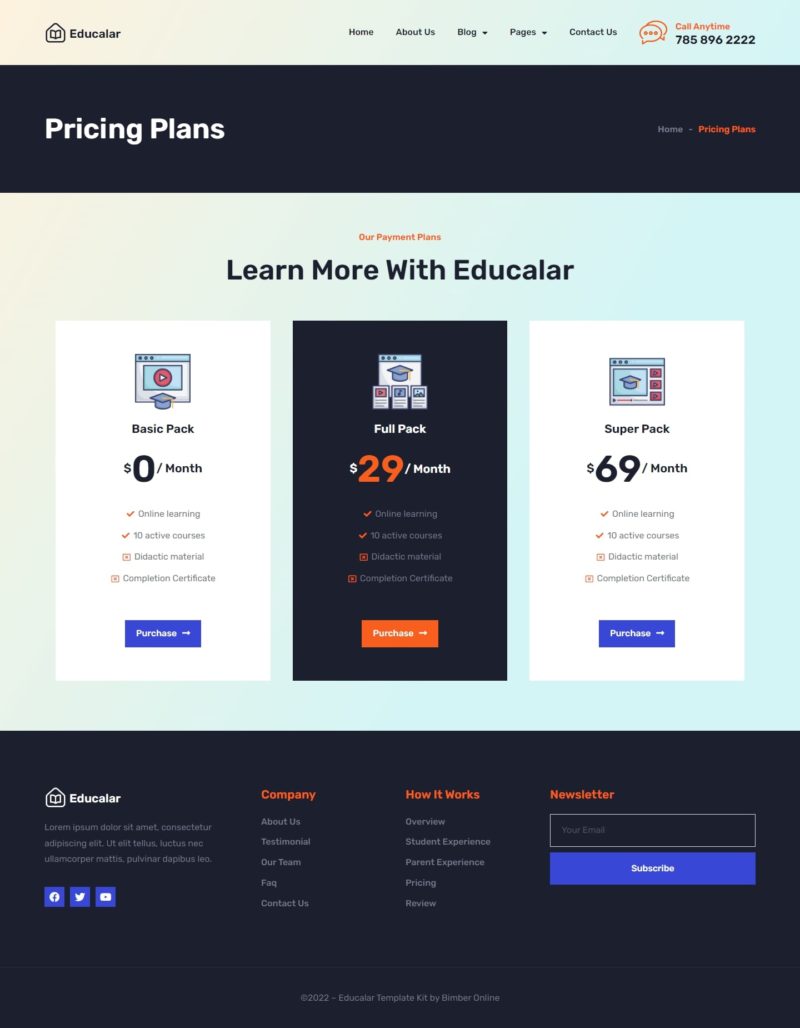 Educalar
Home
About Us
Blog
Pages
Contact Us
Call Anytime
785 896 2222
Pricing Plans
Home - Pricing Plans
Our Payment Plans
Learn More With Educalar
Basic Pack
$0/ Month
Online learning
10 active courses
Didactic material
Completion Certificate
Purchase
Full Pack
$29/ Month
Online learning
10 active courses
Didactic material
Completion Certificate
Purchase
Super Pack
$69/ Month
Online learning
10 active courses
Didactic material
Completion Certificate
Purchase
Educalar
Lorem ipsum dolor sit amet, consectetur
adipiscing elit. Ut elit tellus, luctus nec
ullamcorper mattis, pulvinar dapibus leo.
Company
About Us
Testimonial
Our Team
Faq
Contact Us
How It Works
Overview
Student Experience
Parent Experience
Pricing
Review
Newsletter
Your Email
Subscribe
©2022 – Educalar Template Kit by Bimber Online